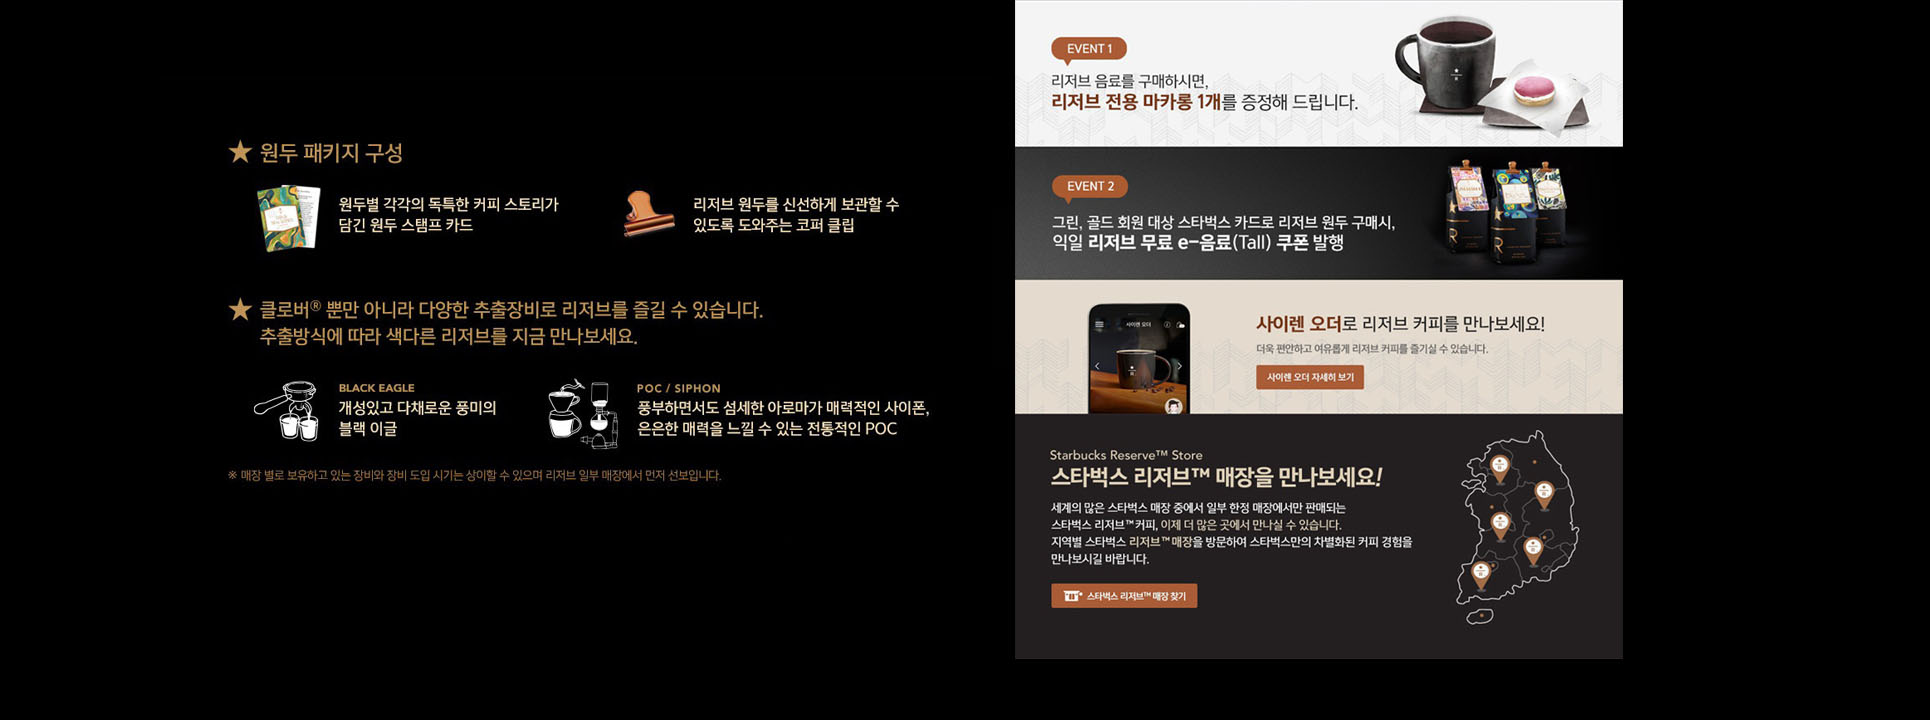 ★ 원두 패키지 구성
원두별 각각의 독특한 커피 스토리가
담긴 원두 스탬프 카드
리저브 원두를 신선하게 보관할 수
있도록 도와주는 코퍼 클립
★ 클로버® 뿐만 아니라 다양한 추출장비로 리저브를 즐길 수 있습니다.
추출방식에 따라 색다른 리저브를 지금 만나보세요.
BLACK EAGLE
개성있고 다채로운 풍미의
블랙 이글
POC / SIPHON
풍부하면서도 섬세한 아로마가 매력적인 사이폰,
은은한 매력을 느낄 수 있는 전통적인 POC
※ 매장 별로 보유하고 있는 장비와 장비 도입 시기는 상이할 수 있으며 리저브 일부 매장에서 먼저 선보입니다.
EVENT 1
리저브 음료를 구매하시면,
리저브 전용 마카롱 1개를 증정해 드립니다.
EVENT 2
그린, 골드 회원 대상 스타벅스 카드로 리저브 원두 구매시,
익일 리저브 무료 e-음료(Tall) 쿠폰 발행
사이렌 오더
사이렌 오더로 리저브 커피를 만나보세요!
더욱 편안하고 여유롭게 리저브 커피를 즐기실 수 있습니다.
사이렌 오더 자세히 보기
Starbucks Reserve™ Store
스타벅스 리저브™ 매장을 만나보세요!
세계의 많은 스타벅스 매장 중에서 일부 한정 매장에서만 판매되는
스타벅스 리저브™커피, 이제 더 많은 곳에서 만나실 수 있습니다.
지역별 스타벅스 리저브™매장을 방문하여 스타벅스만의 차별화된 커피 경험을
만나보시길 바랍니다.
스타벅스 리저브™ 매장 찾기